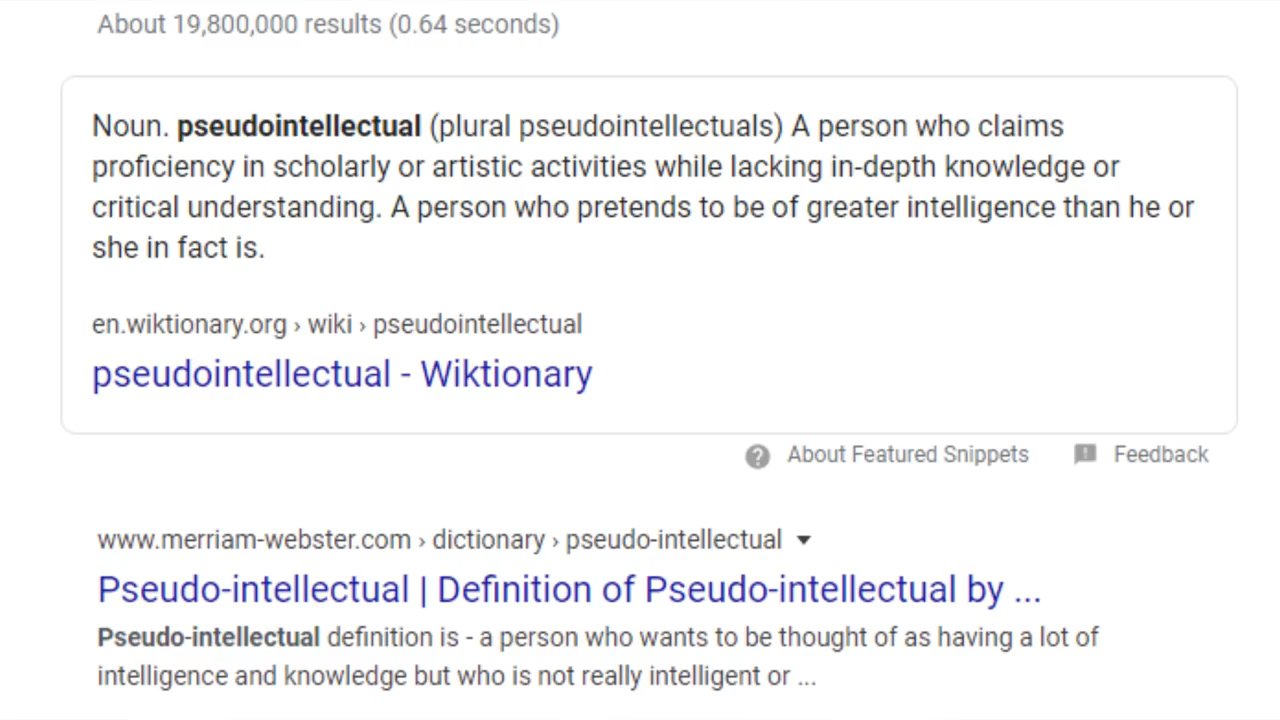 About 19,800,000 results (0.64 seconds)
Noun. pseudointellectual (plural pseudointellectuals) A person who claims
proficiency in scholarly or artistic activities while lacking in-depth knowledge or
critical understanding. A person who pretends to be of greater intelligence than he or
she in fact is.
en.wiktionary.org › wiki › pseudointellectual
pseudointellectual - Wiktionary
About Featured Snippets Feedback
www.merriam-webster.com › dictionary › pseudo-intellectual
Pseudo-intellectual | Definition of Pseudo-intellectual by ...
Pseudo-intellectual definition is - a person who wants to be thought of as having a lot of
intelligence and knowledge but who is not really intelligent or ...